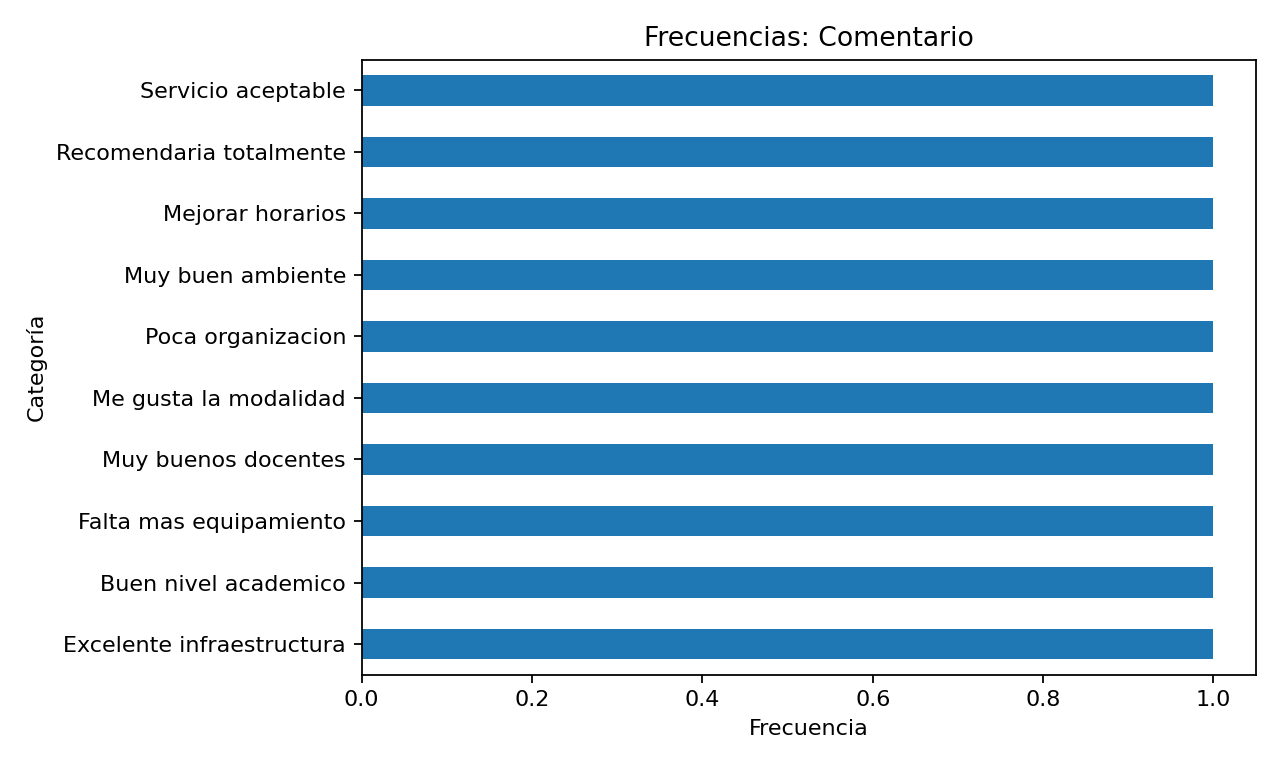 Frecuencias: Comentario
Servicio aceptable
Recomendaria totalmente
Mejorar horarios
Muy buen ambiente
Poca organizacion
Me gusta la modalidad
Muy buenos docentes
Falta mas equipamiento
Buen nivel academico
Excelente infraestructura
Categoría
0.0 0.2 0.4 0.6 0.8 1.0
Frecuencia